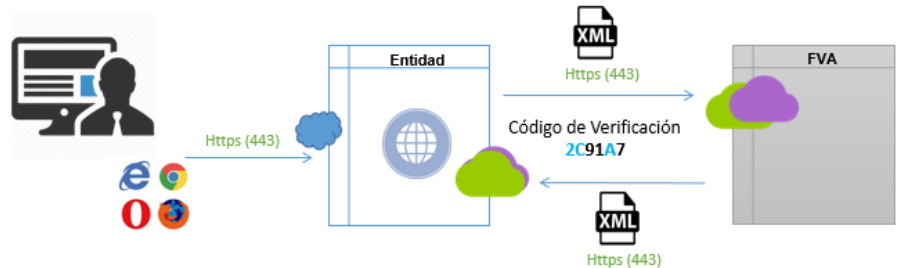 Entidad
XML
FVA
Https (443)
Https (443)
Código de Verificación
2C91A7
XML
Https (443)